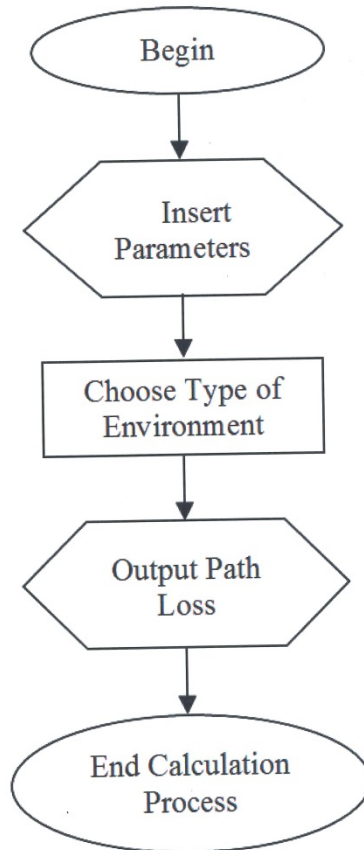 Begin
Insert
Parameters
Choose Type of
Environment
Output Path
Loss
End Calculation
Process